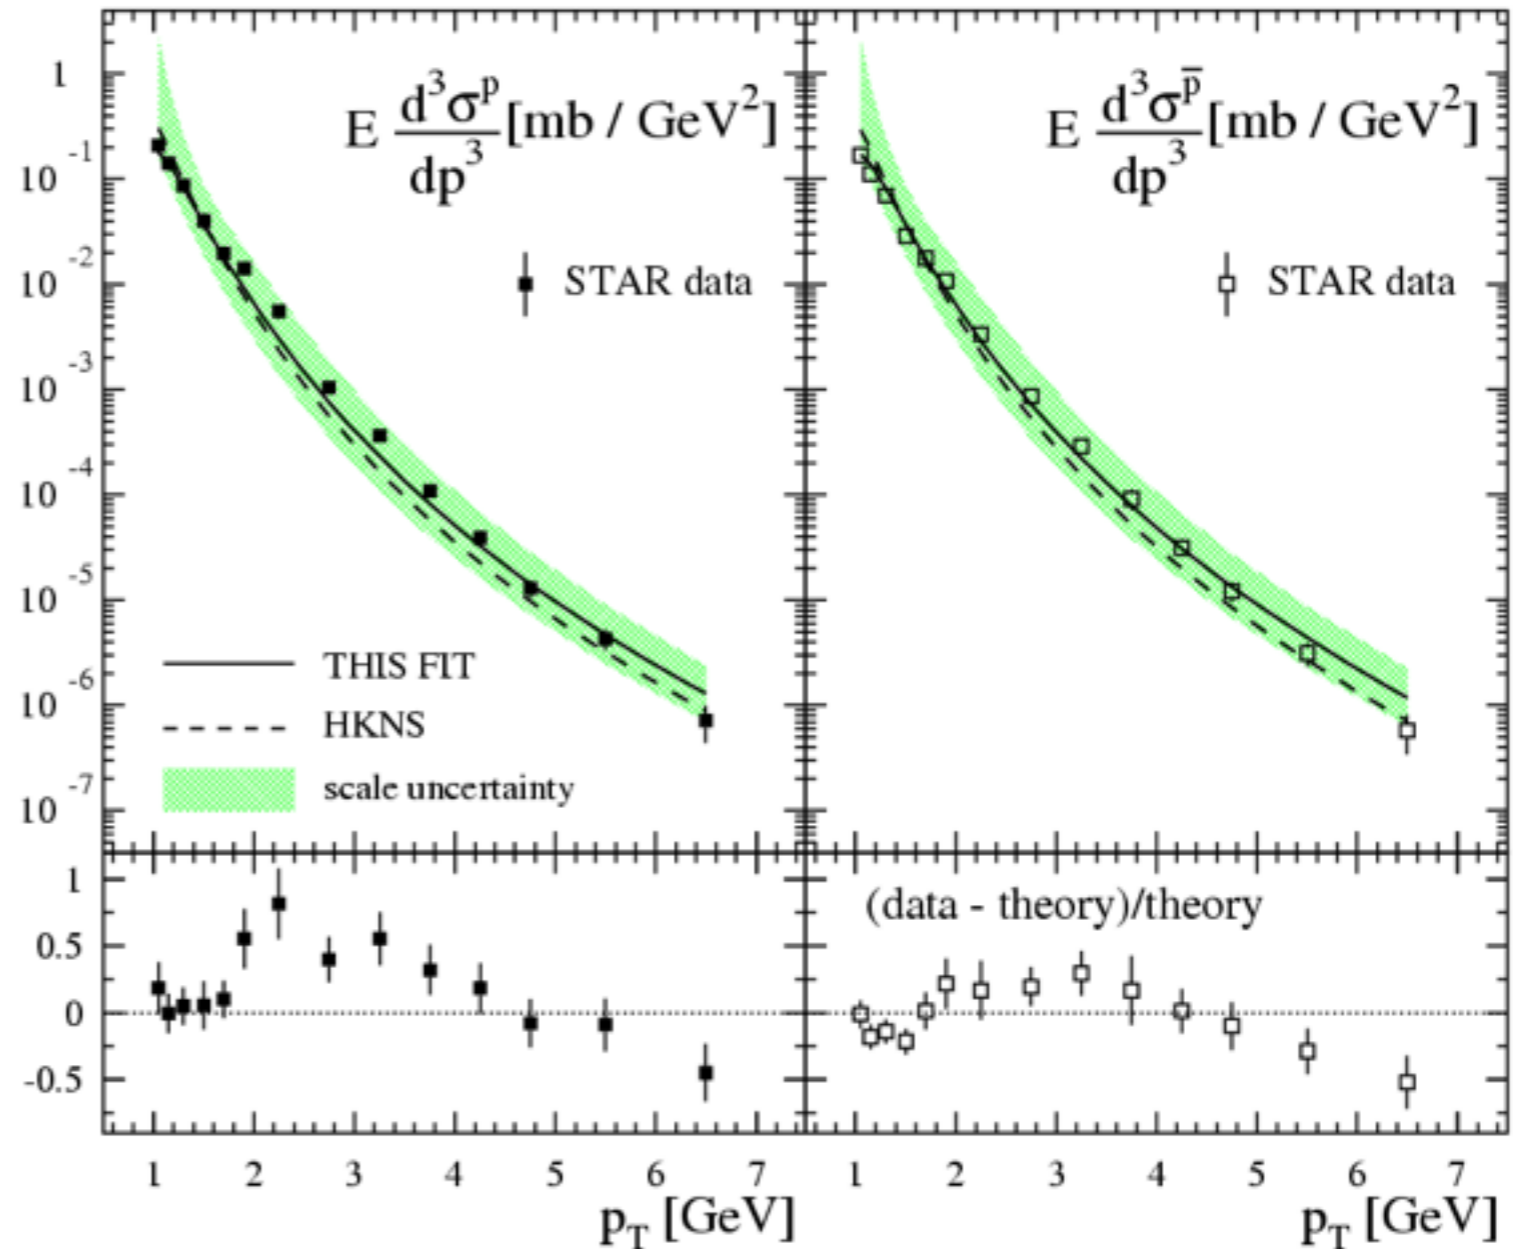 E d³σᵖ/dp³ [mb / GeV²]
E d³σᵖ̄/dp³ [mb / GeV²]
STAR data
STAR data
1
10⁻¹
10⁻²
10⁻³
10⁻⁴
10⁻⁵
10⁻⁶
10⁻⁷
THIS FIT
HKNS
scale uncertainty
(data - theory)/theory
1
0.5
0
-0.5
1 2 3 4 5 6 7
1 2 3 4 5 6 7
p_T [GeV]
p_T [GeV]